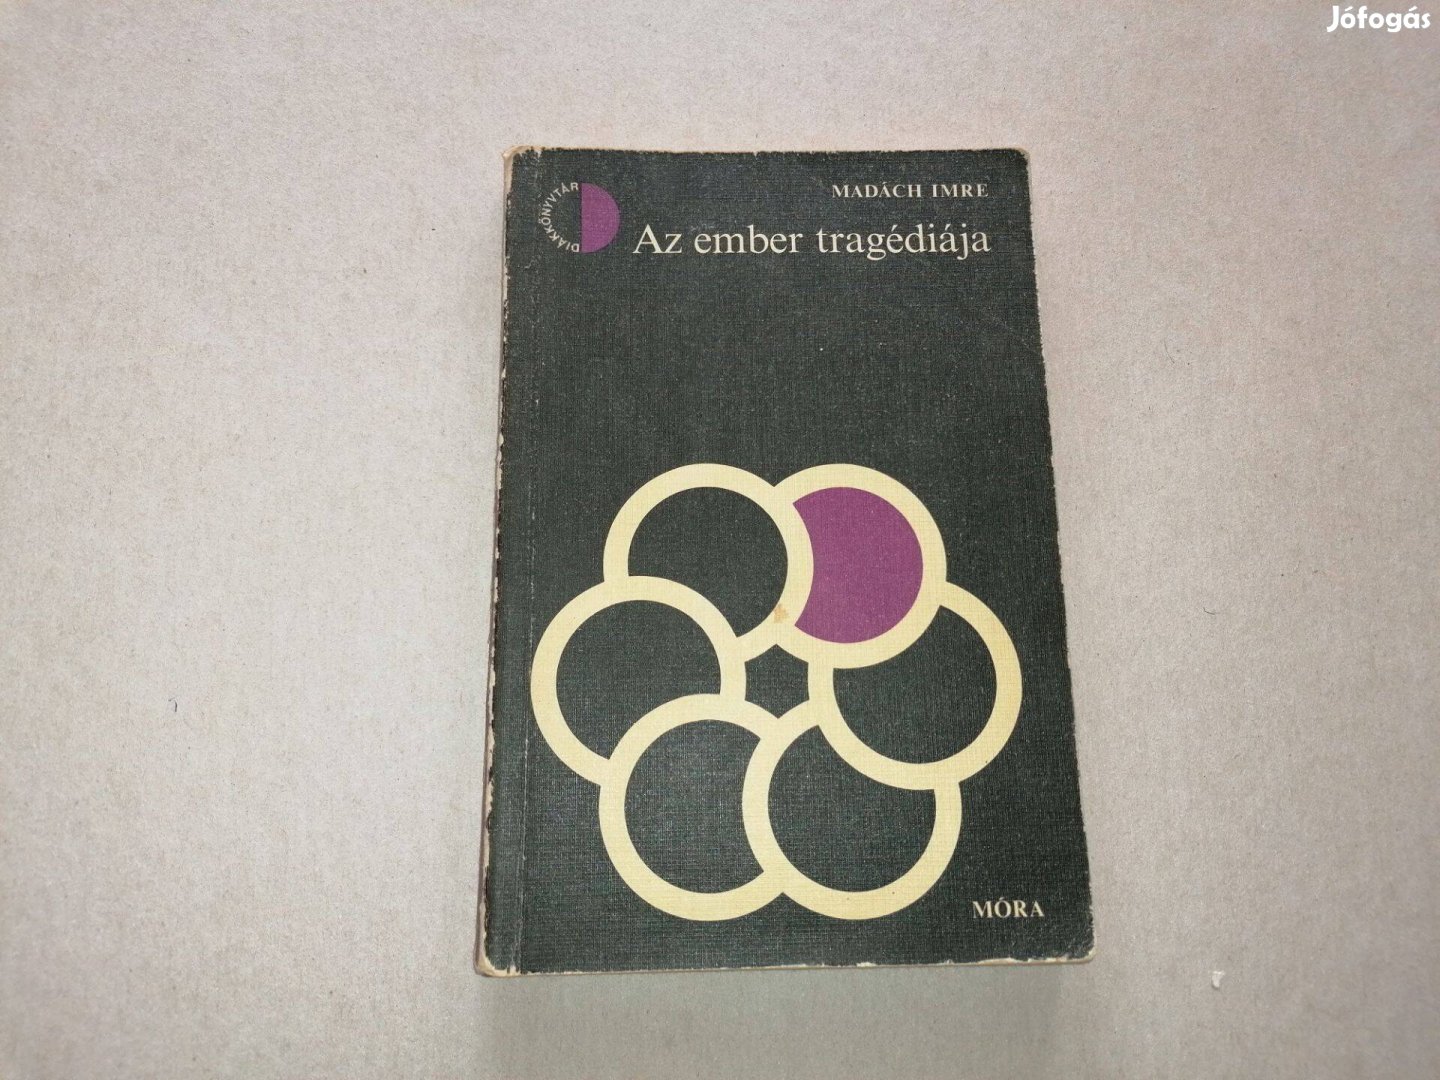 Jófogás
DIÁKKÖNYVTÁR
MADÁCH IMRE
Az ember tragédiája
MÓRA